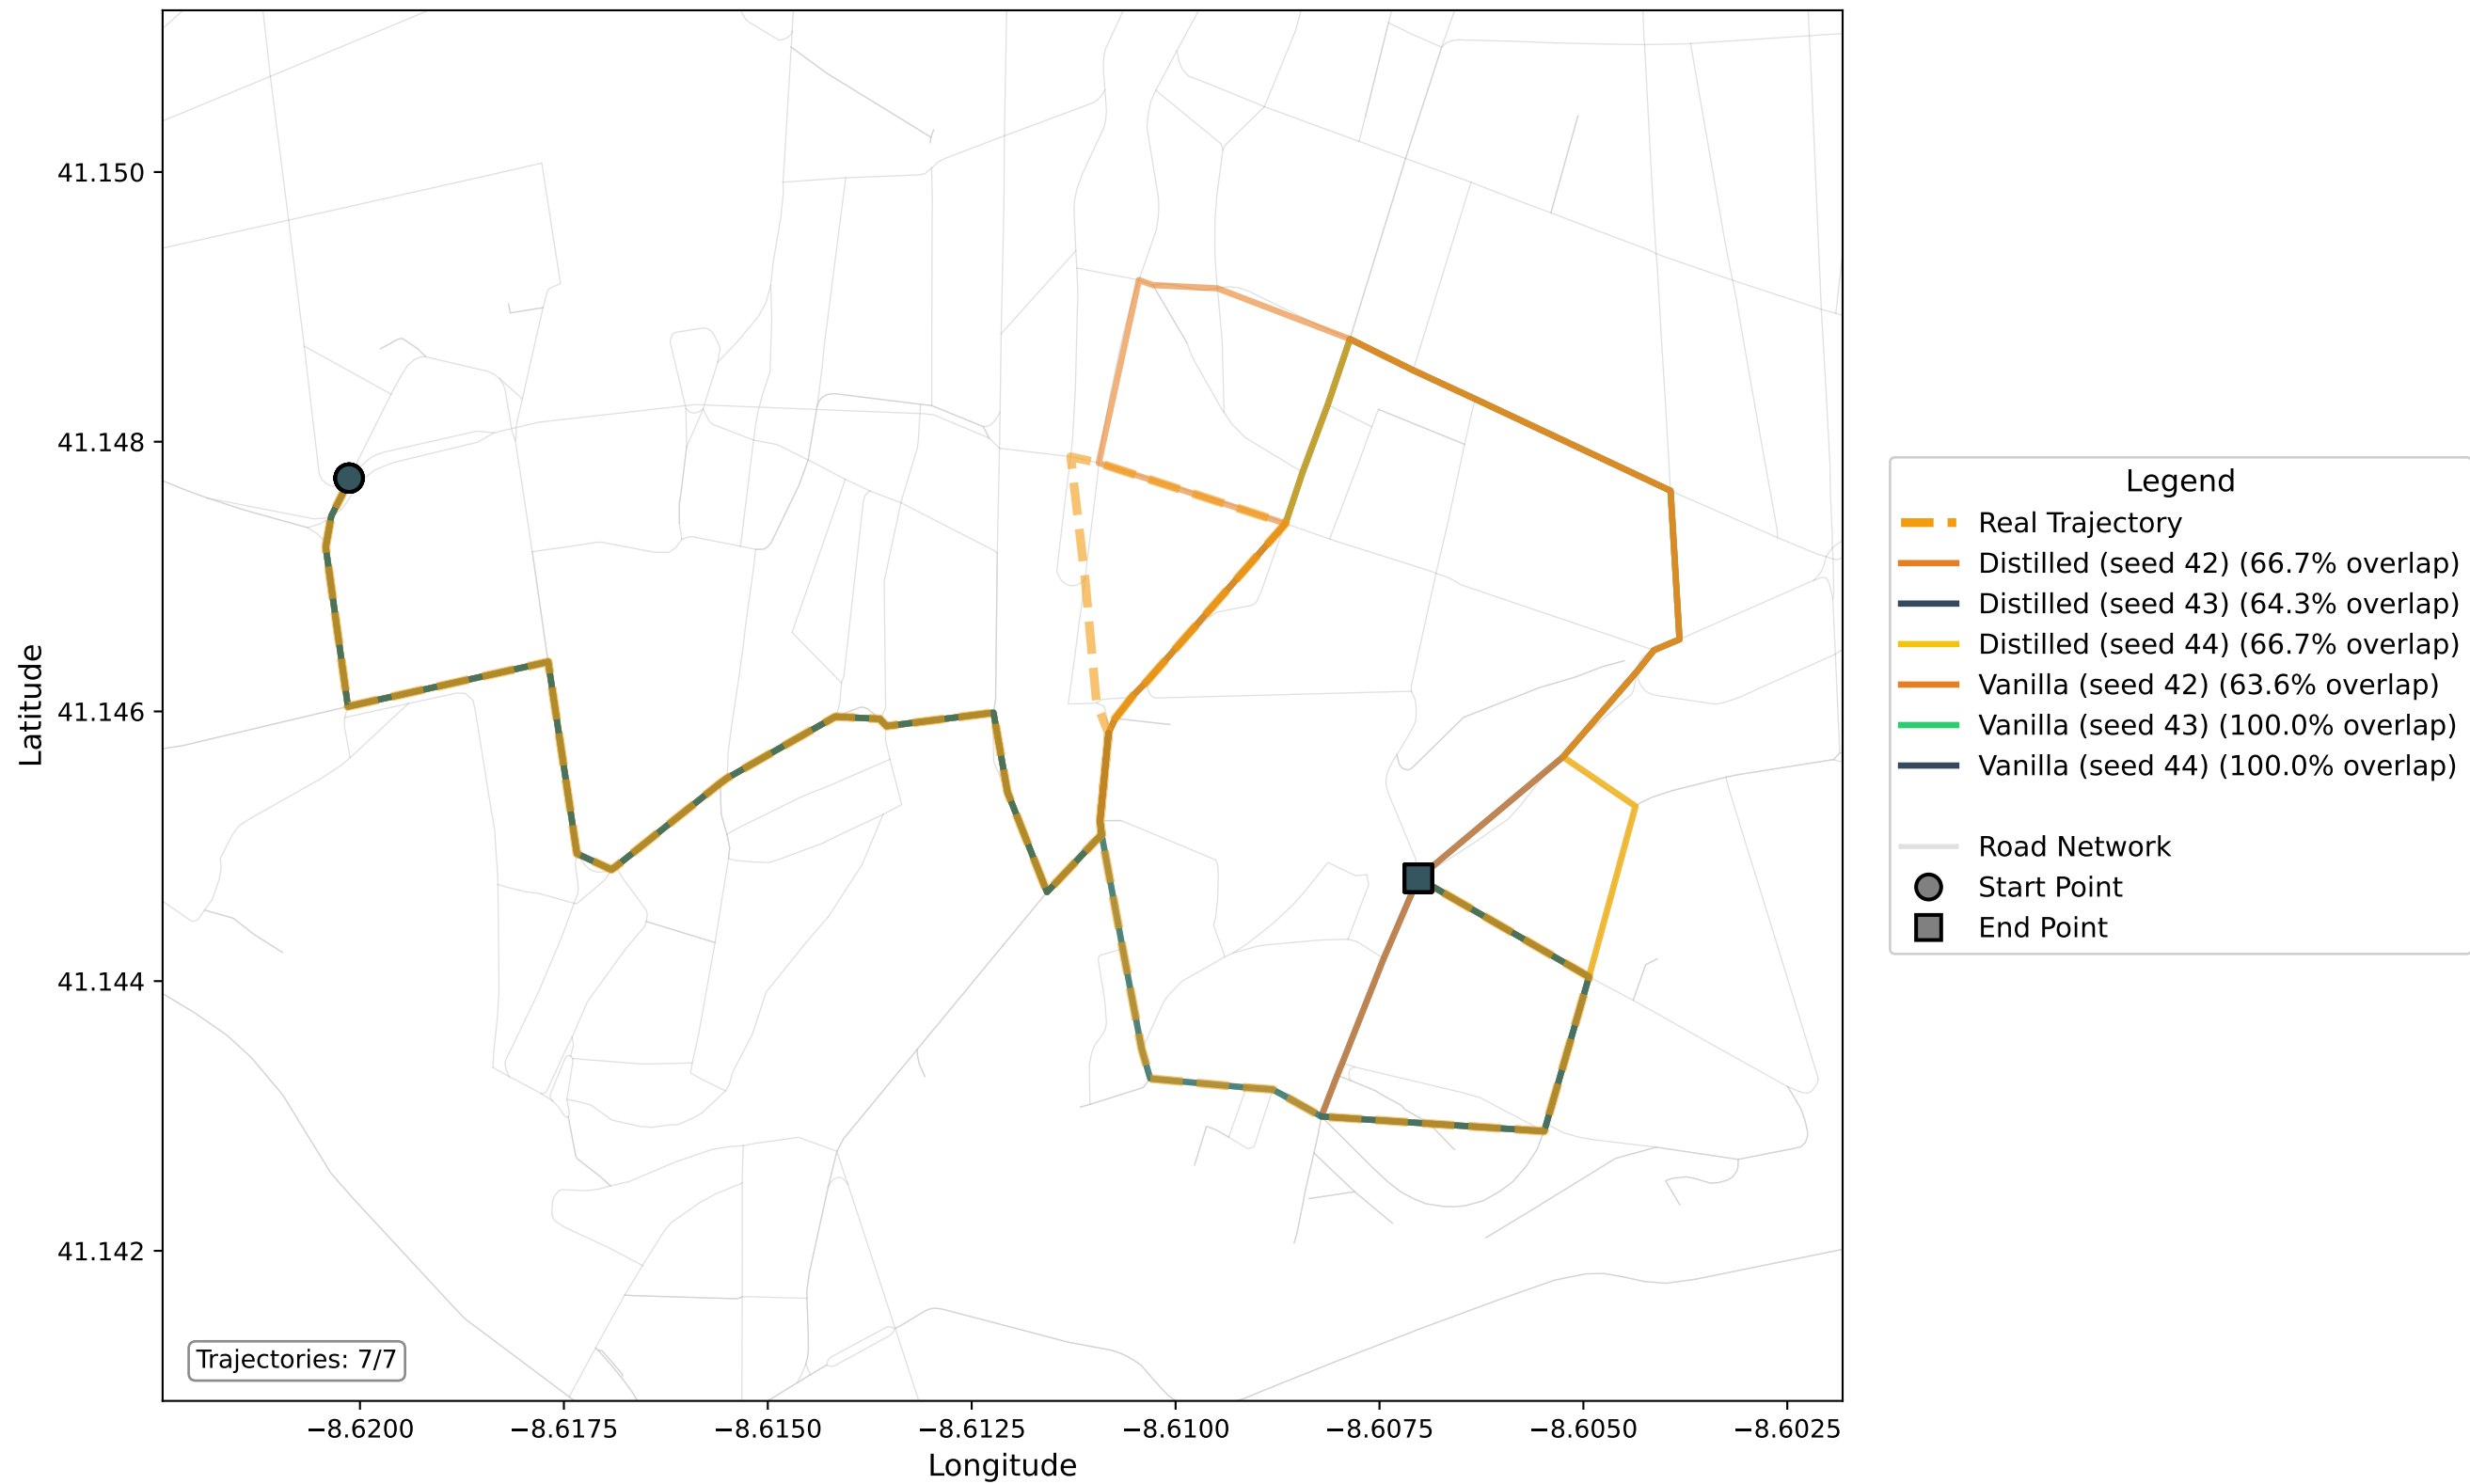 41.150
41.148
41.146
41.144
41.142
Latitude
−8.6200
−8.6175
−8.6150
−8.6125
−8.6100
−8.6075
−8.6050
−8.6025
Longitude
Trajectories: 7/7
Legend
Real Trajectory
Distilled (seed 42) (66.7% overlap)
Distilled (seed 43) (64.3% overlap)
Distilled (seed 44) (66.7% overlap)
Vanilla (seed 42) (63.6% overlap)
Vanilla (seed 43) (100.0% overlap)
Vanilla (seed 44) (100.0% overlap)
Road Network
Start Point
End Point